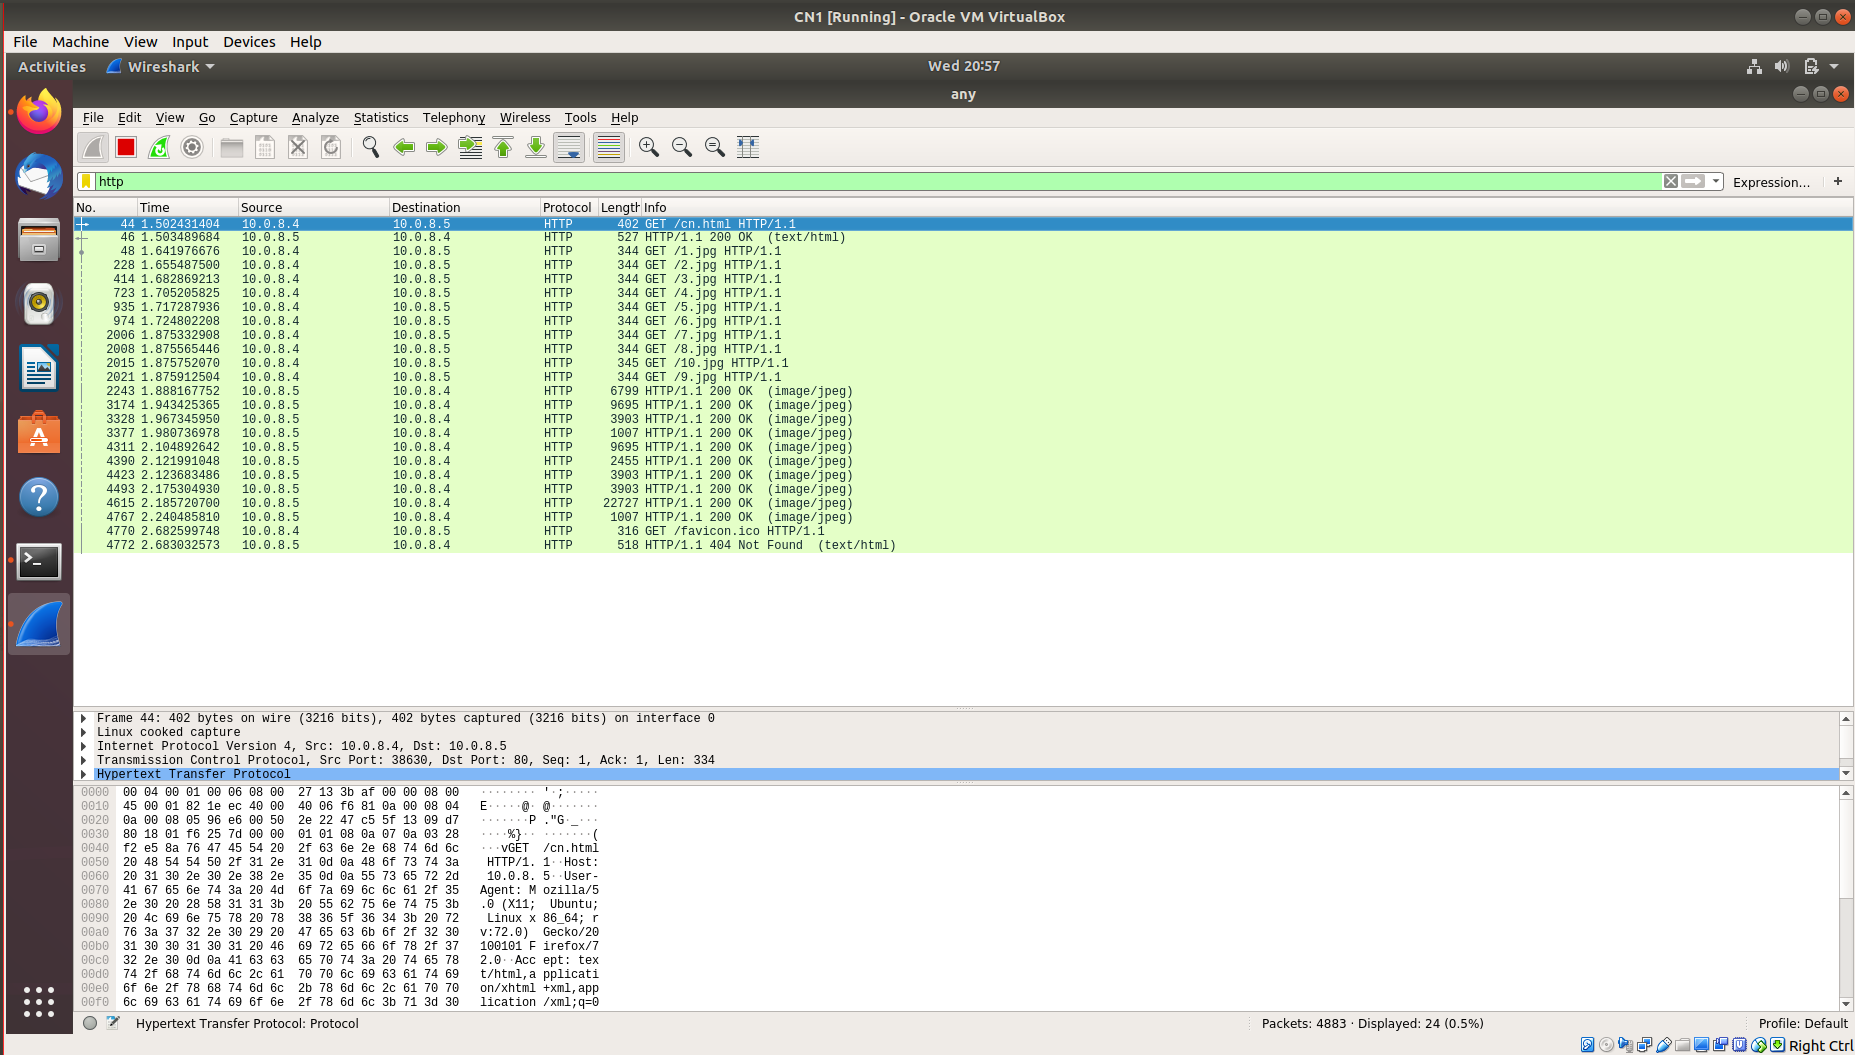 CN1 [Running] - Oracle VM VirtualBox
File Machine View Input Devices Help
Activities Wireshark Wed 20:57
any
File Edit View Go Capture Analyze Statistics Telephony Wireless Tools Help
http Expression... +
No. Time Source Destination Protocol Length Info
44 1.502431404 10.0.8.4 10.0.8.5 HTTP 402 GET /cn.html HTTP/1.1
46 1.503489684 10.0.8.5 10.0.8.4 HTTP 527 HTTP/1.1 200 OK (text/html)
48 1.641976676 10.0.8.4 10.0.8.5 HTTP 344 GET /1.jpg HTTP/1.1
228 1.655487500 10.0.8.4 10.0.8.5 HTTP 344 GET /2.jpg HTTP/1.1
414 1.682869213 10.0.8.4 10.0.8.5 HTTP 344 GET /3.jpg HTTP/1.1
723 1.705205825 10.0.8.4 10.0.8.5 HTTP 344 GET /4.jpg HTTP/1.1
935 1.717287936 10.0.8.4 10.0.8.5 HTTP 344 GET /5.jpg HTTP/1.1
974 1.724802208 10.0.8.4 10.0.8.5 HTTP 344 GET /6.jpg HTTP/1.1
2006 1.875332908 10.0.8.4 10.0.8.5 HTTP 344 GET /7.jpg HTTP/1.1
2008 1.875565446 10.0.8.4 10.0.8.5 HTTP 344 GET /8.jpg HTTP/1.1
2015 1.875752070 10.0.8.4 10.0.8.5 HTTP 345 GET /10.jpg HTTP/1.1
2021 1.875912504 10.0.8.4 10.0.8.5 HTTP 344 GET /9.jpg HTTP/1.1
2243 1.888167752 10.0.8.5 10.0.8.4 HTTP 6799 HTTP/1.1 200 OK (image/jpeg)
3174 1.943425365 10.0.8.5 10.0.8.4 HTTP 9695 HTTP/1.1 200 OK (image/jpeg)
3328 1.967345950 10.0.8.5 10.0.8.4 HTTP 3903 HTTP/1.1 200 OK (image/jpeg)
3377 1.980736978 10.0.8.5 10.0.8.4 HTTP 1007 HTTP/1.1 200 OK (image/jpeg)
4311 2.104892642 10.0.8.5 10.0.8.4 HTTP 9695 HTTP/1.1 200 OK (image/jpeg)
4390 2.121991048 10.0.8.5 10.0.8.4 HTTP 2455 HTTP/1.1 200 OK (image/jpeg)
4423 2.123683486 10.0.8.5 10.0.8.4 HTTP 3903 HTTP/1.1 200 OK (image/jpeg)
4493 2.175304930 10.0.8.5 10.0.8.4 HTTP 3903 HTTP/1.1 200 OK (image/jpeg)
4615 2.185720700 10.0.8.5 10.0.8.4 HTTP 22727 HTTP/1.1 200 OK (image/jpeg)
4767 2.240485810 10.0.8.5 10.0.8.4 HTTP 1007 HTTP/1.1 200 OK (image/jpeg)
4770 2.682599748 10.0.8.4 10.0.8.5 HTTP 316 GET /favicon.ico HTTP/1.1
4772 2.683032573 10.0.8.5 10.0.8.4 HTTP 518 HTTP/1.1 404 Not Found (text/html)
Frame 44: 402 bytes on wire (3216 bits), 402 bytes captured (3216 bits) on interface 0
Linux cooked capture
Internet Protocol Version 4, Src: 10.0.8.4, Dst: 10.0.8.5
Transmission Control Protocol, Src Port: 38630, Dst Port: 80, Seq: 1, Ack: 1, Len: 334
Hypertext Transfer Protocol
0000 00 04 00 01 00 06 08 00 27 13 3b af 00 00 08 00 ········ '·;·····
0010 45 00 01 82 1e ec 40 00 40 06 f6 81 0a 00 08 04 E·····@· @·······
0020 0a 00 08 05 96 e6 00 50 2e 22 47 c5 5f 13 09 d7 ·······P ."G·_···
0030 80 18 01 f6 25 7d 00 00 01 01 08 0a 07 0a 03 28 ····%}·· ·······(
0040 f2 e5 8a 76 47 45 54 20 2f 63 6e 2e 68 74 6d 6c ···vGET /cn.html
0050 20 48 54 54 50 2f 31 2e 31 0d 0a 48 6f 73 74 3a HTTP/1. 1··Host:
0060 20 31 30 2e 30 2e 38 2e 35 0d 0a 55 73 65 72 2d 10.0.8. 5··User-
0070 41 67 65 6e 74 3a 20 4d 6f 7a 69 6c 6c 61 2f 35 Agent: M ozilla/5
0080 2e 30 20 28 58 31 31 3b 20 55 62 75 6e 74 75 3b .0 (X11; Ubuntu;
0090 20 4c 69 6e 75 78 20 78 38 36 5f 36 34 3b 20 72 Linux x 86_64; r
00a0 76 3a 37 32 2e 30 29 20 47 65 63 6b 6f 2f 32 30 v:72.0) Gecko/20
00b0 31 30 30 31 30 31 20 46 69 72 65 66 6f 78 2f 37 100101 F irefox/7
00c0 32 2e 30 0d 0a 41 63 63 65 70 74 3a 20 74 65 78 2.0··Acc ept: tex
00d0 74 2f 68 74 6d 6c 2c 61 70 70 6c 69 63 61 74 69 t/html,a pplicati
00e0 6f 6e 2f 78 68 74 6d 6c 2b 78 6d 6c 2c 61 70 70 on/xhtml +xml,app
00f0 6c 69 63 61 74 69 6f 6e 2f 78 6d 6c 3b 71 3d 30 lication /xml;q=0
Hypertext Transfer Protocol: Protocol Packets: 4883 · Displayed: 24 (0.5%) Profile: Default
Right Ctrl